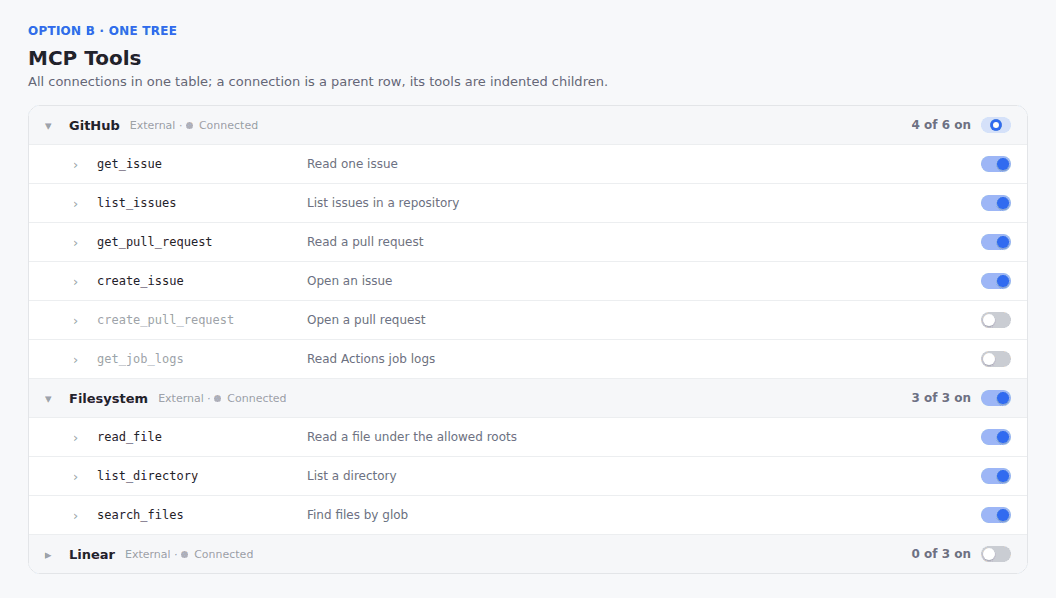 OPTION B · ONE TREE
MCP Tools
All connections in one table; a connection is a parent row, its tools are indented children.
GitHub External · Connected 4 of 6 on
get_issue Read one issue
list_issues List issues in a repository
get_pull_request Read a pull request
create_issue Open an issue
create_pull_request Open a pull request
get_job_logs Read Actions job logs
Filesystem External · Connected 3 of 3 on
read_file Read a file under the allowed roots
list_directory List a directory
search_files Find files by glob
Linear External · Connected 0 of 3 on